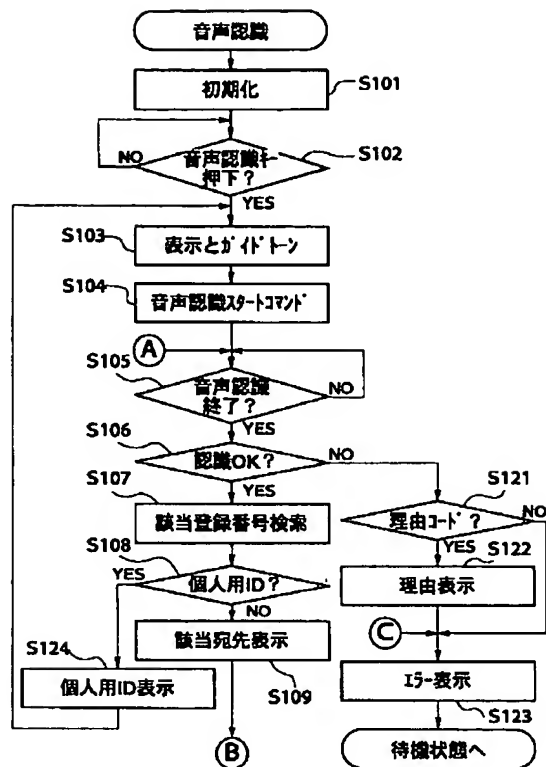 音声認識
初期化
S101
NO
音声認識キー
押下？
S102
YES
S103
表示とガイドトーン
S104
音声認識スタートコマンド
A
S105
音声認識
終了？
NO
YES
S106
認識OK？
NO
YES
S107
該当登録番号検索
S121
理由コード？
NO
YES
S108
YES
個人用ID？
NO
S122
理由表示
該当宛先表示
S109
C
S124
個人用ID表示
エラー表示
S123
B
待機状態へ